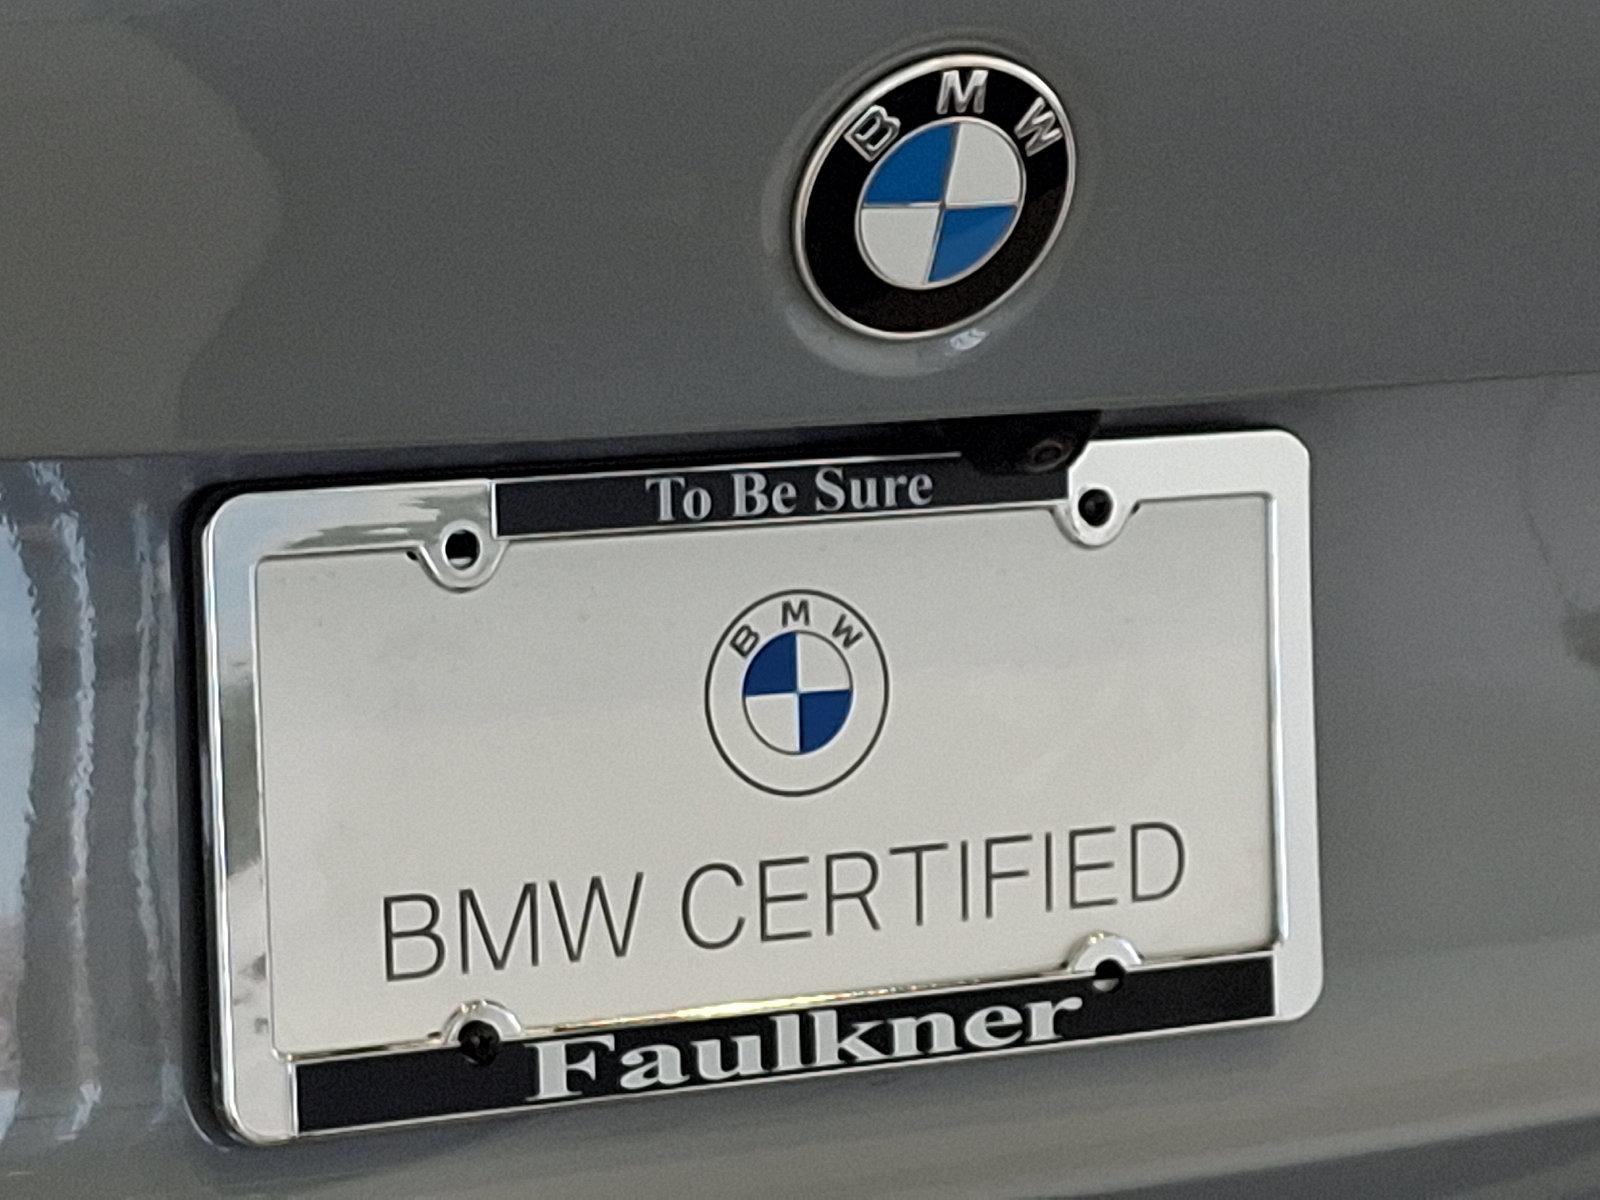 BMW
To Be Sure
BMW
BMW CERTIFIED
Faulkner